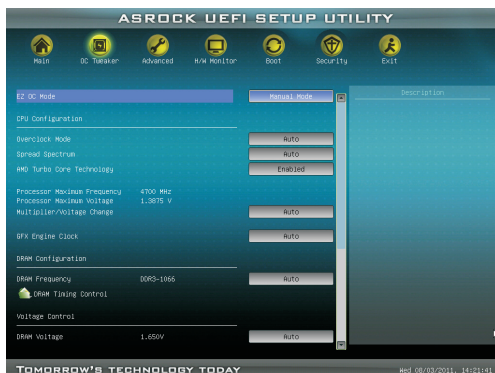 ASROCK UEFI SETUP UTILITY
Main OC Tweaker Advanced H/W Monitor Boot Security Exit
EZ OC Mode Manual Mode Description
CPU Configuration
Overclock Mode Auto
Spread Spectrum Auto
AMD Turbo Core Technology Enabled
Processor Maximum Frequency 4700 MHz
Processor Maximum Voltage 1.3875 V
Multiplier/Voltage Change Auto
GFX Engine Clock Auto
DRAM Configuration
DRAM Frequency DDR3-1066 Auto
DRAM Timing Control
Voltage Control
DRAM Voltage 1.650V Auto
TOMORROW'S TECHNOLOGY TODAY Wed 08/03/2011, 14:21:41